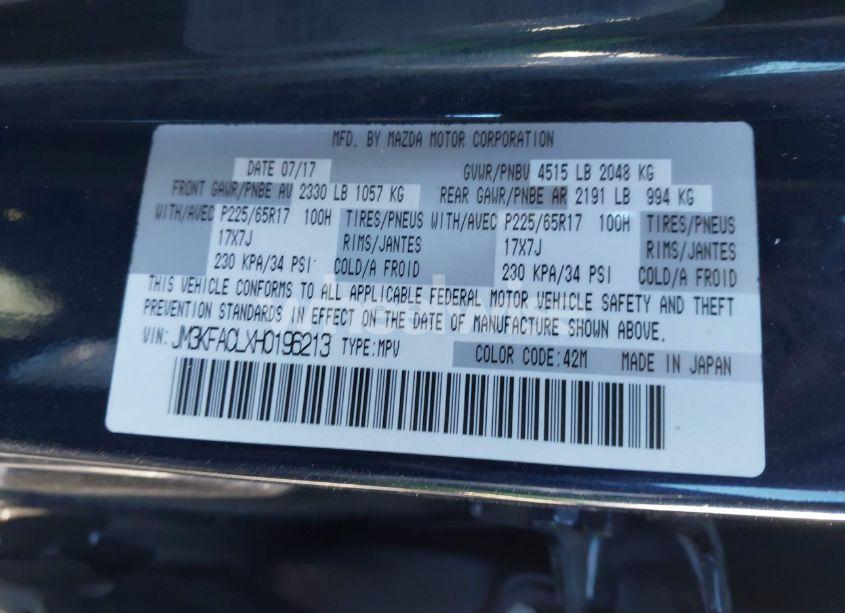 MFD. BY MAZDA MOTOR CORPORATION
DATE 07/17 GVWR/PNBV 4515 LB 2048 KG
FRONT GAWR/PNBE AV 2330 LB 1057 KG REAR GAWR/PNBE AR 2191 LB 994 KG
WITH/AVEC P225/65R17 100H TIRES/PNEUS WITH/AVEC P225/65R17 100H TIRES/PNEUS
17X7J RIMS/JANTES 17X7J RIMS/JANTES
230 KPA/34 PSI COLD/A FROID 230 KPA/34 PSI COLD/A FROID
THIS VEHICLE CONFORMS TO ALL APPLICABLE FEDERAL MOTOR VEHICLE SAFETY AND THEFT
PREVENTION STANDARDS IN EFFECT ON THE DATE OF MANUFACTURE SHOWN ABOVE.
VIN: JM3KFACLXH0196213 TYPE:MPV COLOR CODE:42M MADE IN JAPAN